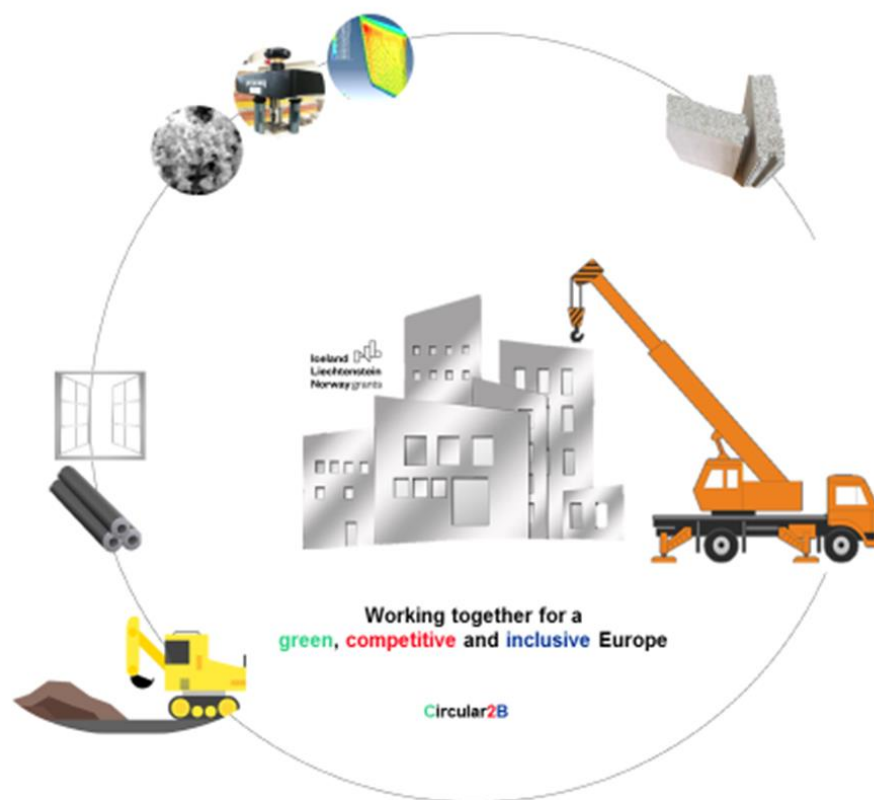 Iceland
Liechtenstein
Norway grants
Working together for a
green, competitive and inclusive Europe
Circular2B